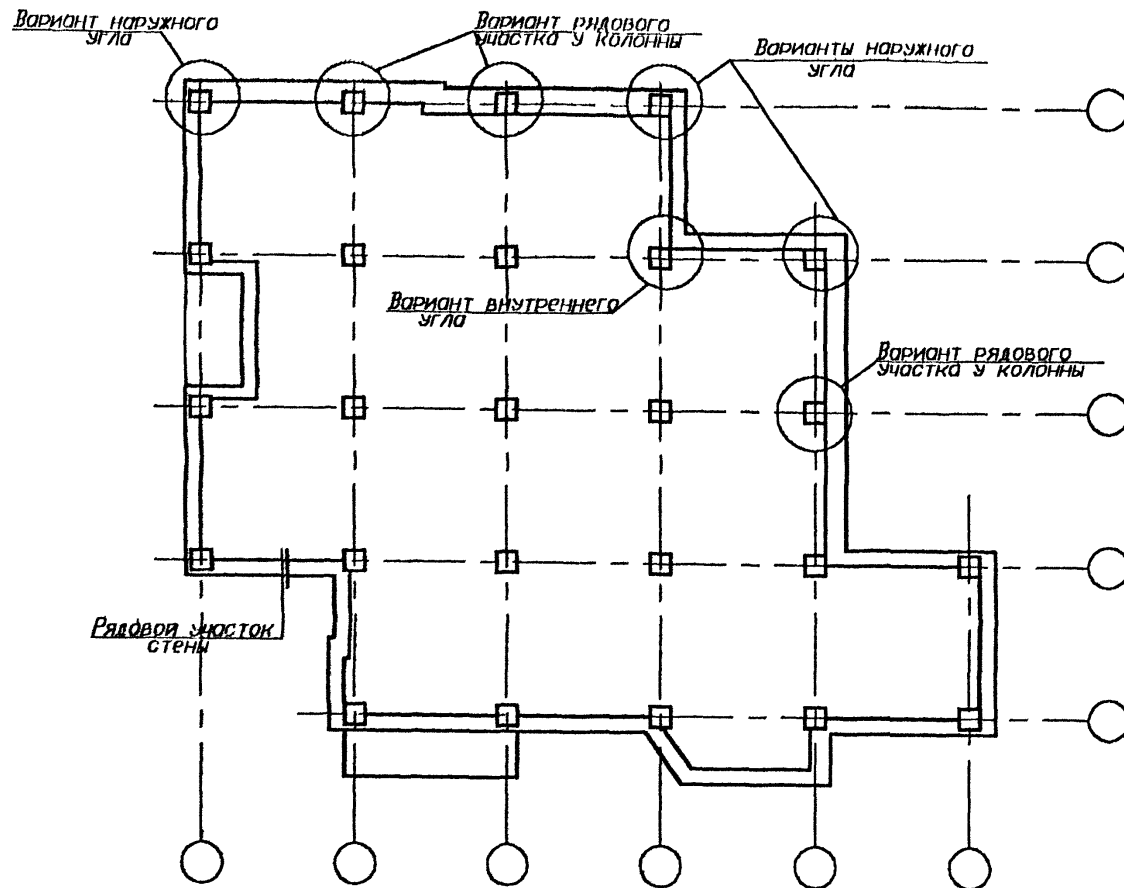 Вариант наружного
угла
Вариант рядового
участка у колонны
Варианты наружного
угла
Вариант внутреннего
угла
Вариант рядового
участка у колонны
Рядовой участок
стены